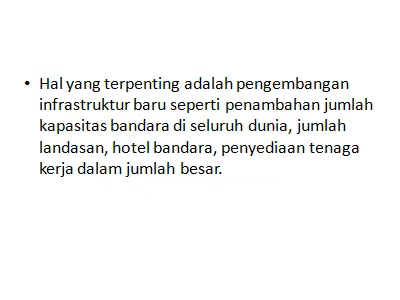 • Hal yang terpenting adalah pengembangan
infrastruktur baru seperti penambahan jumlah
kapasitas bandara di seluruh dunia, jumlah
landasan, hotel bandara, penyediaan tenaga
kerja dalam jumlah besar.